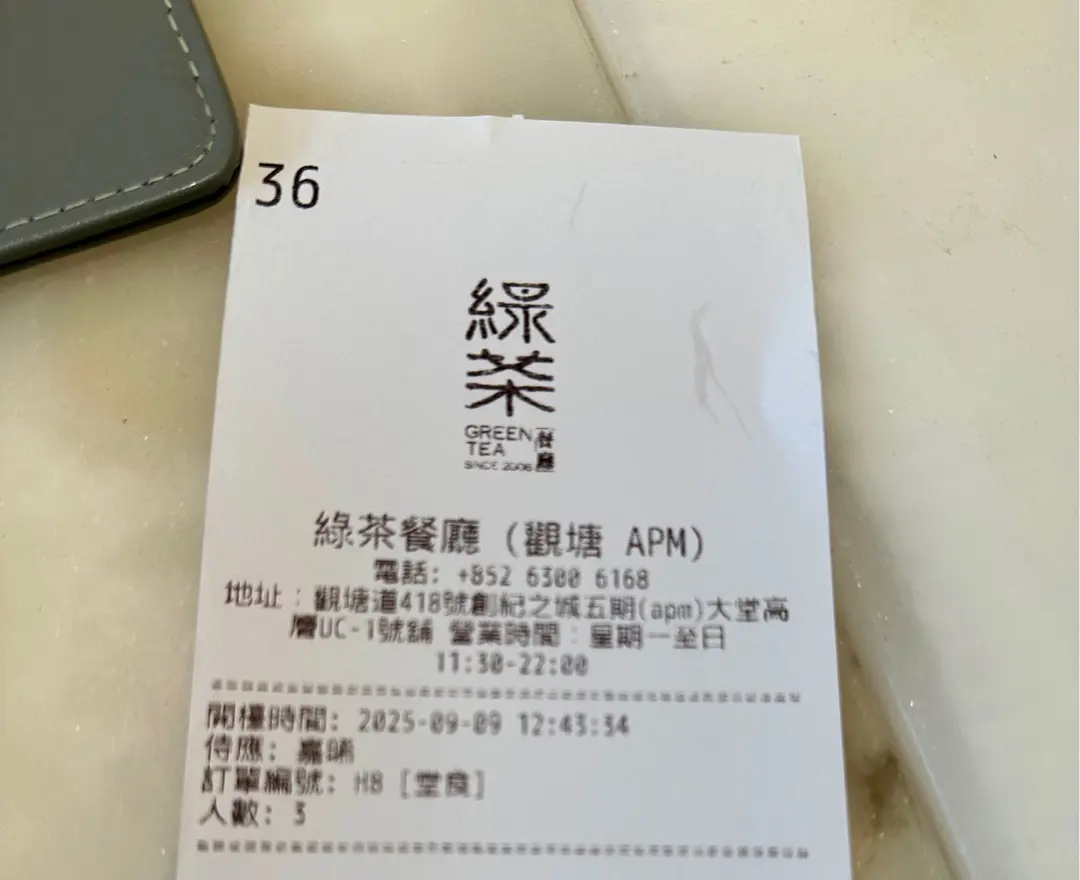 36
綠茶
GREEN
TEA
餐廳
SINCE 2008
綠茶餐廳 (觀塘 APM)
電話: +852 6300 6168
地址：觀塘道418號創紀之城五期(apm)大堂高
層UC-1號舖 營業時間：星期一至日
11:30-22:00
開檯時間: 2025-09-09 12:43:34
侍應: 嘉晞
訂單編號: H8 [堂食]
人數: 3